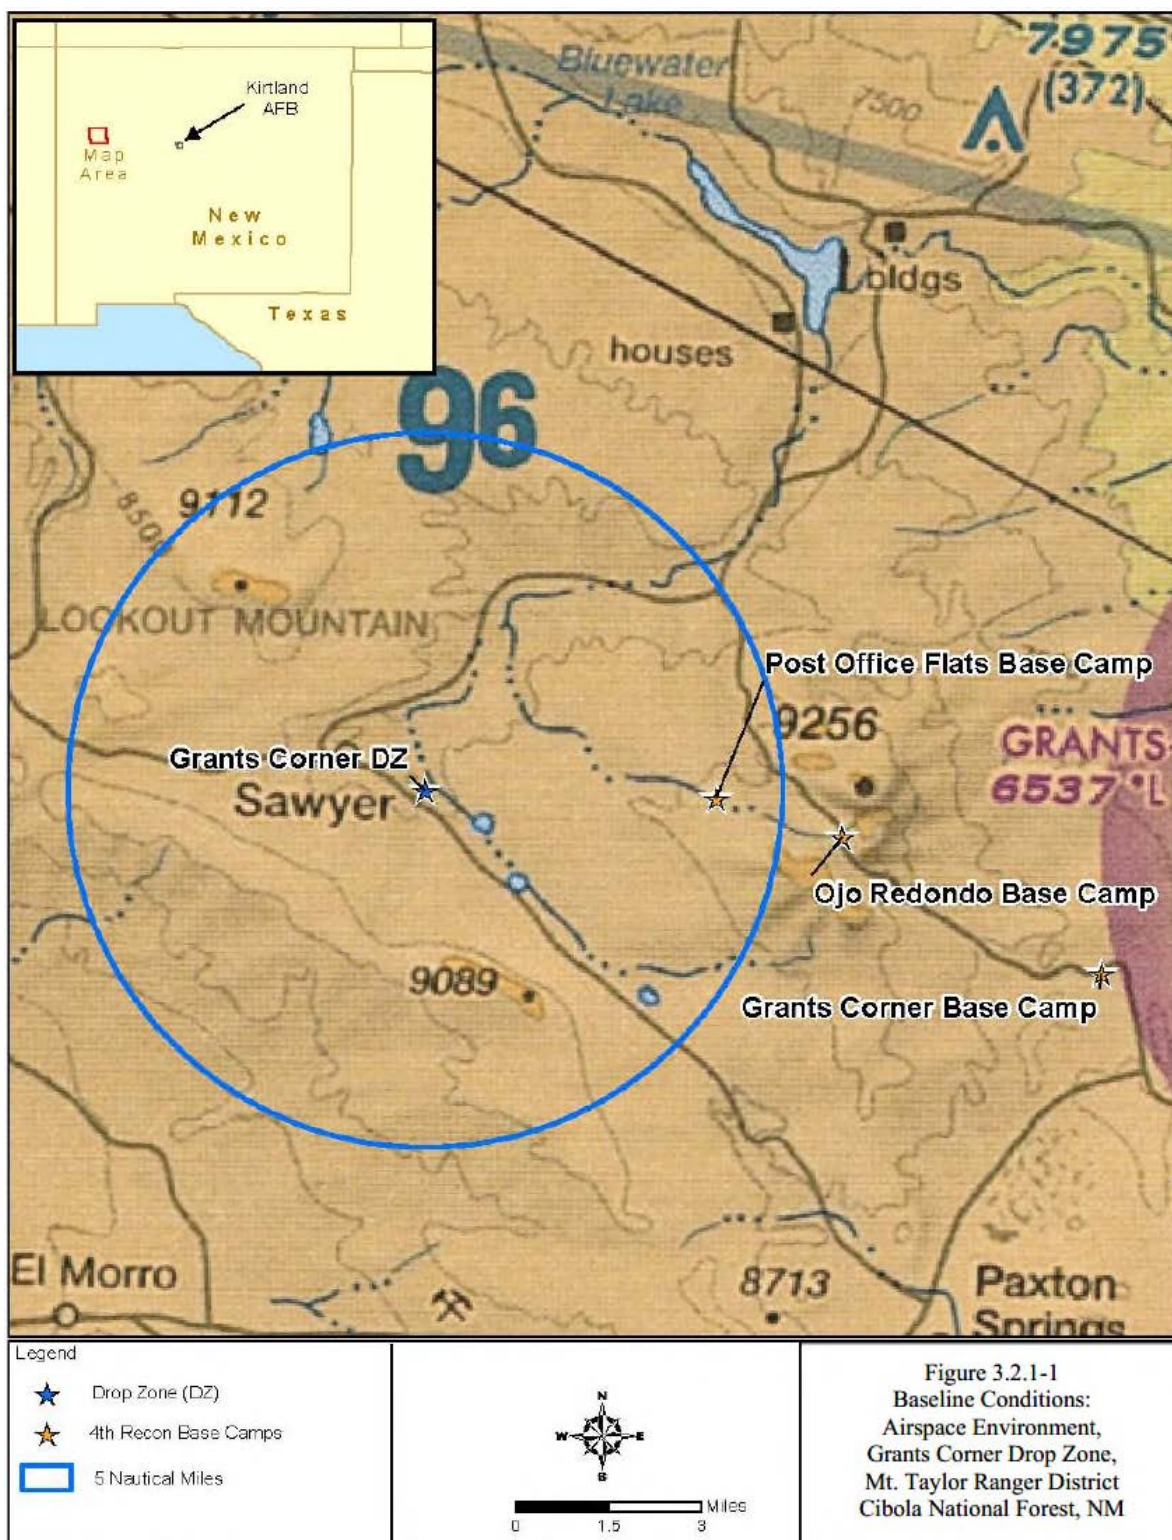 Kirtland
AFB
Map
Area
New
Mexico
Texas
Bluewater
Lake
7500
7975
(372)
bldgs
houses
96
9112
8500
LOOKOUT MOUNTAIN
Post Office Flats Base Camp
9256
GRANTS
6537 *L
Grants Corner DZ
Sawyer
Ojo Redondo Base Camp
9089
Grants Corner Base Camp
El Morro
8713
Paxton
Springs
Legend
Drop Zone (DZ)
4th Recon Base Camps
5 Nautical Miles
N
W
E
S
Miles
0 1.5 3
Figure 3.2.1-1
Baseline Conditions:
Airspace Environment,
Grants Corner Drop Zone,
Mt. Taylor Ranger District
Cibola National Forest, NM